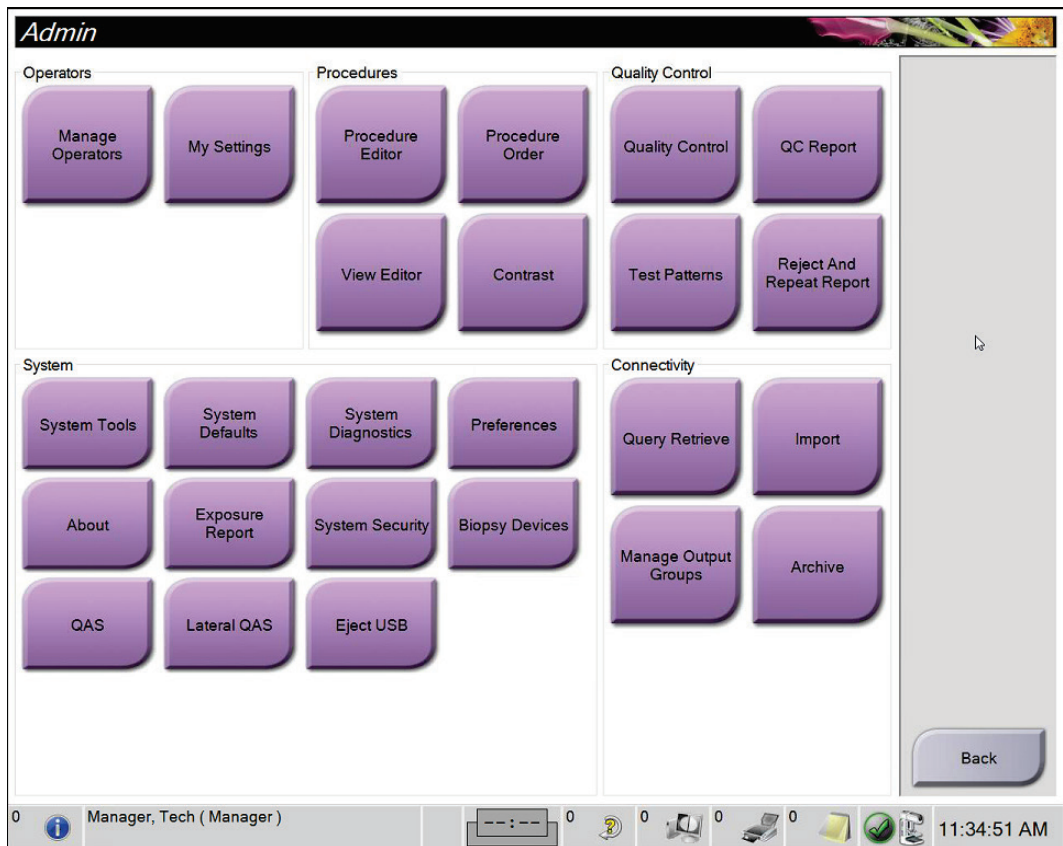 Admin
Operators
Manage
Operators
My Settings
Procedures
Procedure
Editor
Procedure
Order
View Editor
Contrast
Quality Control
Quality Control
QC Report
Test Patterns
Reject And
Repeat Report
System
System Tools
System
Defaults
System
Diagnostics
Preferences
About
Exposure
Report
System Security
Biopsy Devices
QAS
Lateral QAS
Eject USB
Connectivity
Query Retrieve
Import
Manage Output
Groups
Archive
Back
0
Manager, Tech ( Manager )
--:--
0
0
0
0
11:34:51 AM